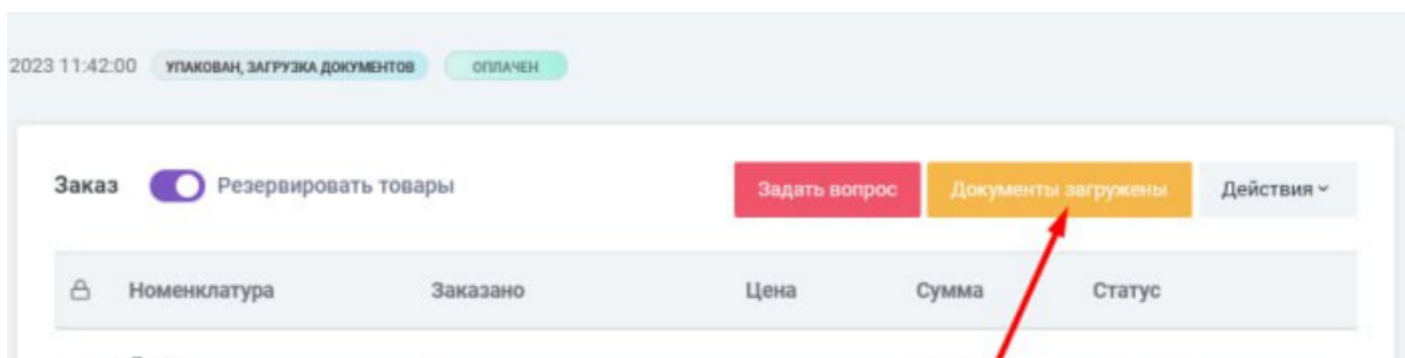 2023 11:42:00 УПАКОВАН, ЗАГРУЗКА ДОКУМЕНТОВ ОПЛАЧЕН
Заказ Резервировать товары Задать вопрос Документы загружены Действия
Номенклатура Заказано Цена Сумма Статус